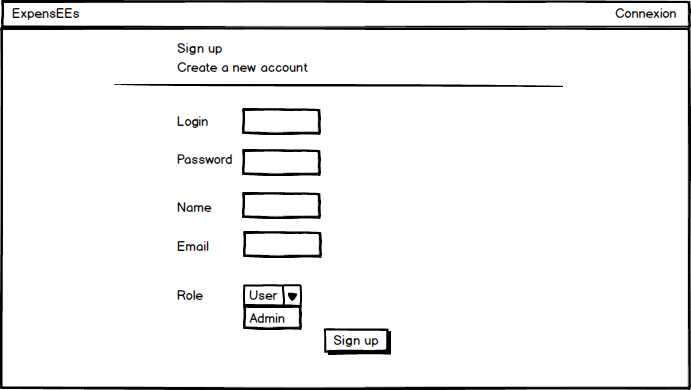 ExpensEEs Connexion
Sign up
Create a new account
Login
Password
Name
Email
Role User
Admin
Sign up